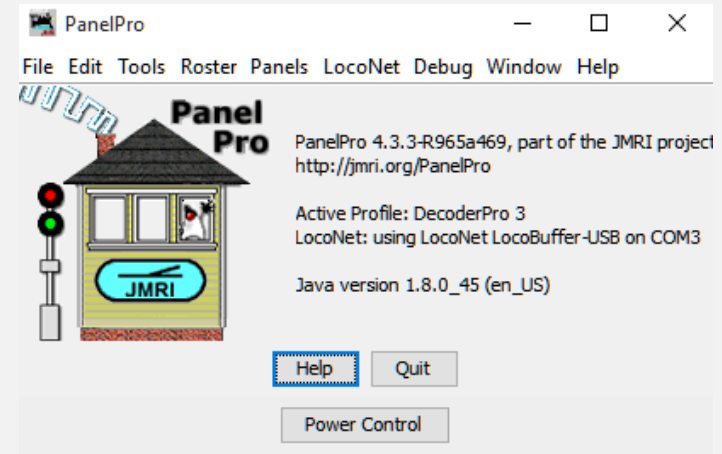 PanelPro
File Edit Tools Roster Panels LocoNet Debug Window Help
Panel
Pro
PanelPro 4.3.3-R965a469, part of the JMRI project
http://jmri.org/PanelPro
Active Profile: DecoderPro 3
LocoNet: using LocoNet LocoBuffer-USB on COM3
JMRI
Java version 1.8.0_45 (en_US)
Help Quit
Power Control